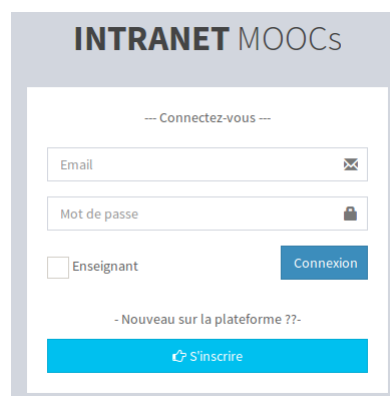 INTRANET MOOCs
--- Connectez-vous ---
Email
Mot de passe
Enseignant
Connexion
- Nouveau sur la plateforme ??-
S'inscrire